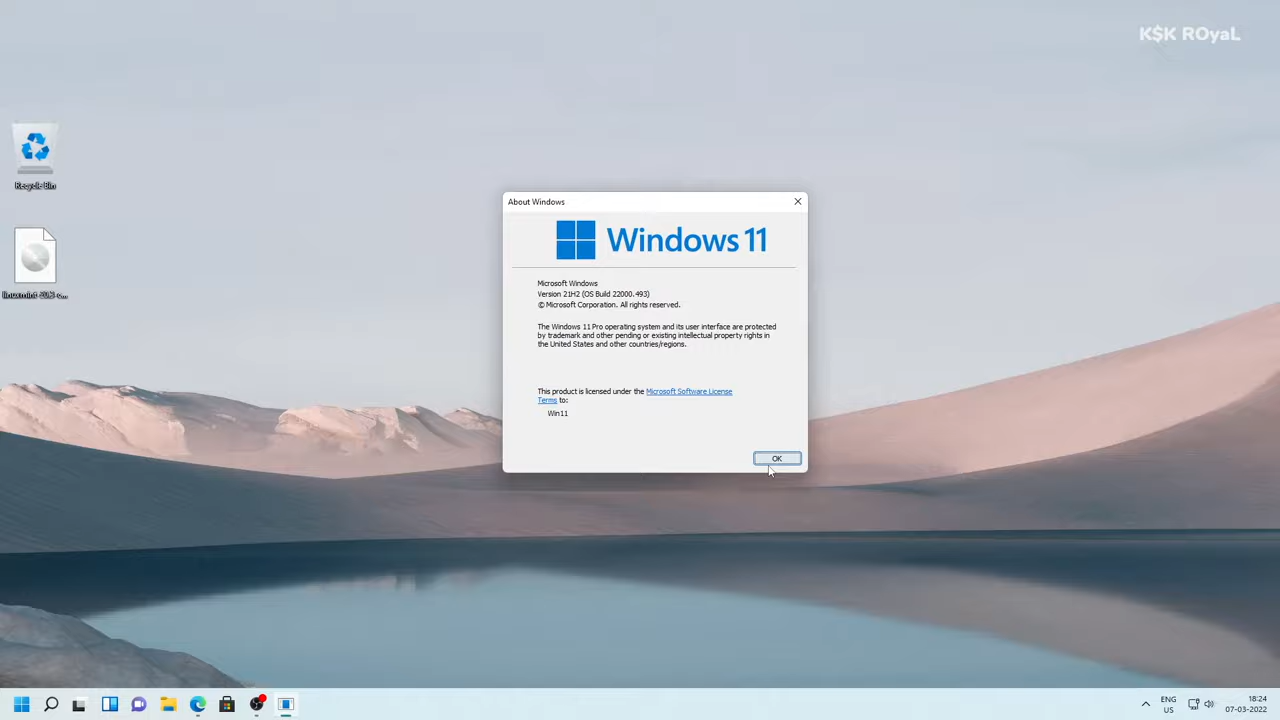 K$K ROyaL
Recycle Bin
About Windows
Windows 11
Microsoft Windows
Version 21H2 (OS Build 22000.493)
© Microsoft Corporation. All rights reserved.
The Windows 11 Pro operating system and its user interface are protected
by trademark and other pending or existing intellectual property rights in
the United States and other countries/regions.
This product is licensed under the Microsoft Software License
Terms to:
Win11
OK
ENG
US
18:24
07-03-2022